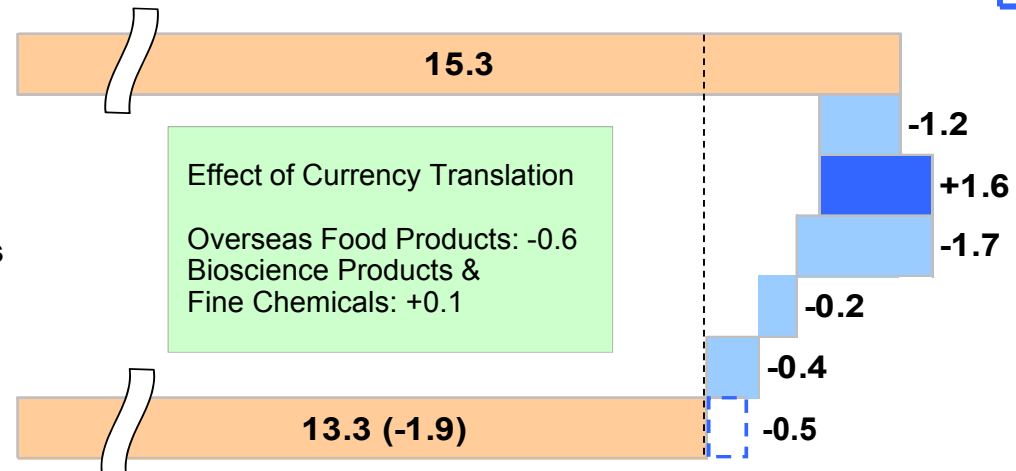 15.3
-1.2
+1.6
Effect of Currency Translation
Overseas Food Products: -0.6
Bioscience Products &
Fine Chemicals: +0.1
s
-1.7
-0.2
-0.4
13.3 (-1.9)
-0.5